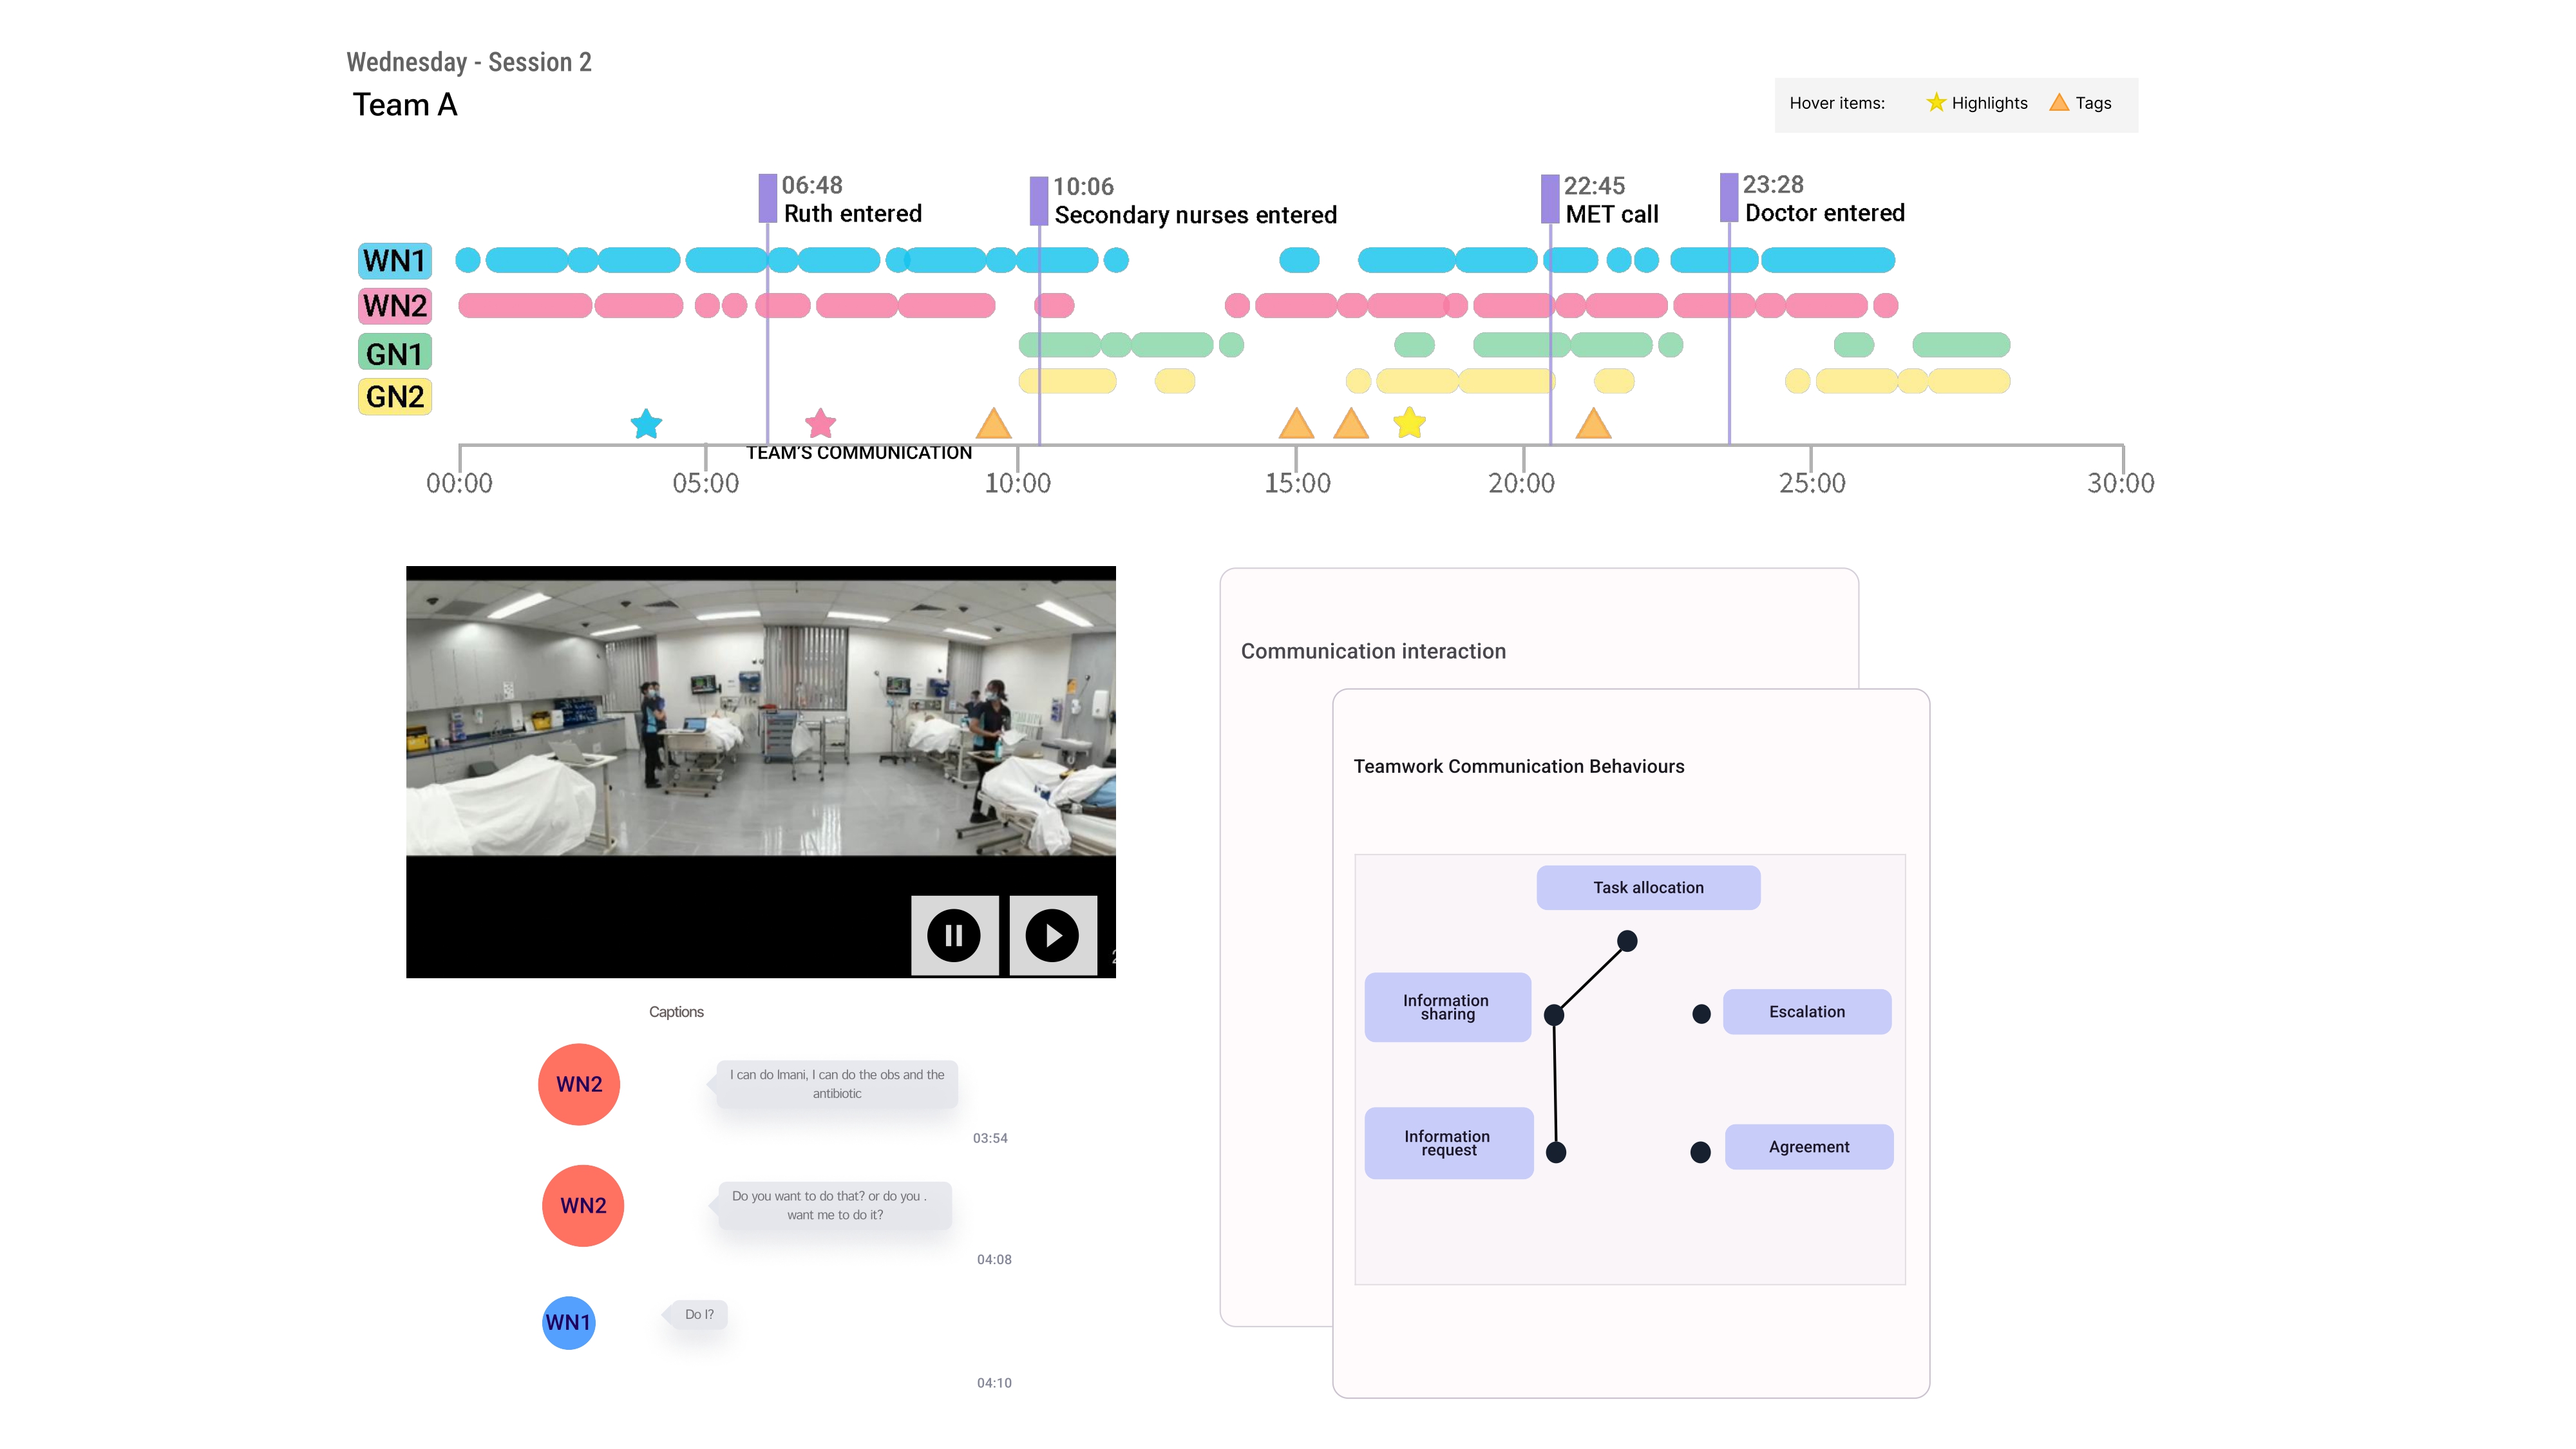 Wednesday - Session 2
Team A
Hover items: Highlights Tags
06:48
Ruth entered
10:06
Secondary nurses entered
22:45
MET call
23:28
Doctor entered
WN1
WN2
GN1
GN2
TEAM'S COMMUNICATION
00:00 05:00 10:00 15:00 20:00 25:00 30:00
Captions
WN2
I can do Imani, I can do the obs and the
antibiotic
03:54
WN2
Do you want to do that? or do you .
want me to do it?
04:08
WN1
Do I?
04:10
Communication interaction
Teamwork Communication Behaviours
Task allocation
Information
sharing
Escalation
Information
request
Agreement